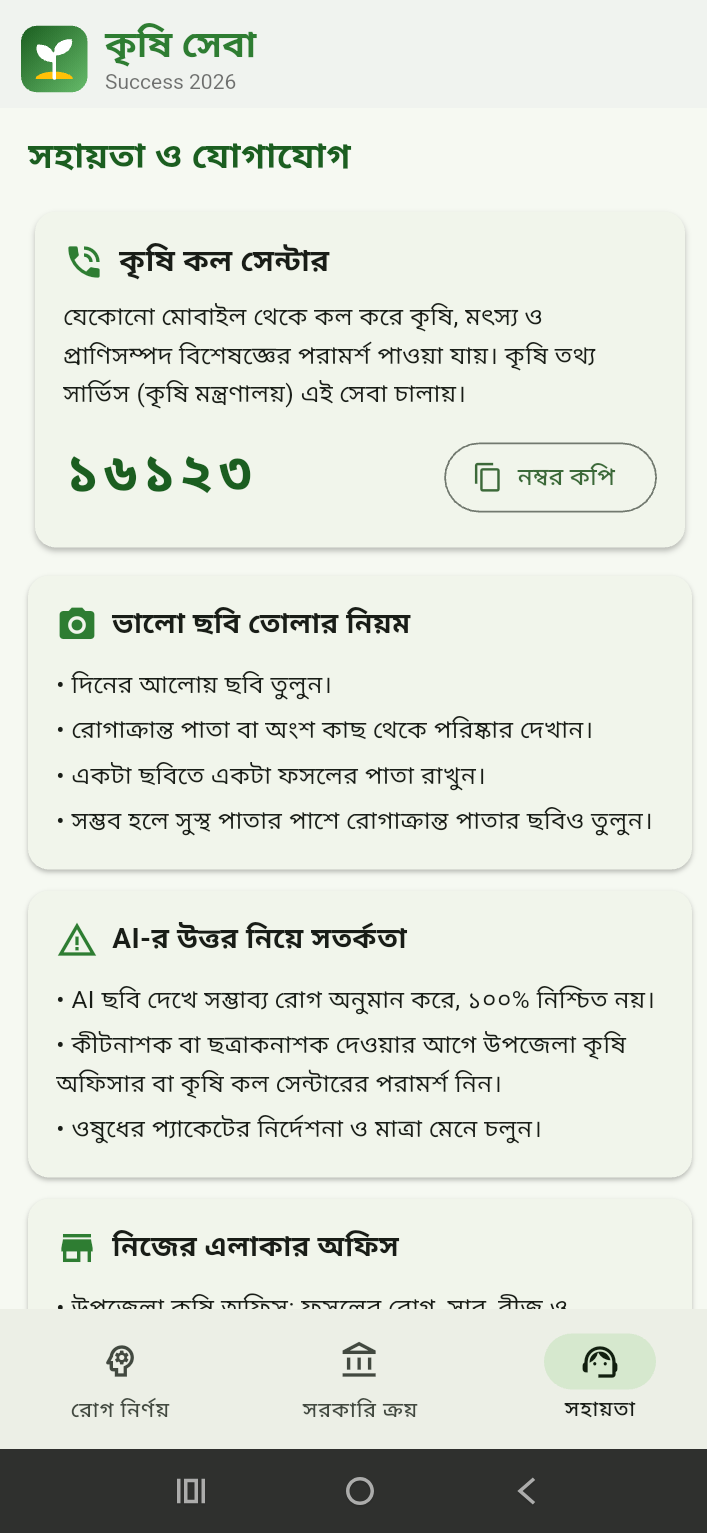 কৃষি সেবা
Success 2026
সহায়তা ও যোগাযোগ
কৃষি কল সেন্টার
যেকোনো মোবাইল থেকে কল করে কৃষি, মৎস্য ও
প্রাণিসম্পদ বিশেষজ্ঞের পরামর্শ পাওয়া যায়। কৃষি তথ্য
সার্ভিস (কৃষি মন্ত্রণালয়) এই সেবা চালায়।
১৬১২৩
নম্বর কপি
ভালো ছবি তোলার নিয়ম
• দিনের আলোয় ছবি তুলুন।
• রোগাক্রান্ত পাতা বা অংশ কাছ থেকে পরিষ্কার দেখান।
• একটা ছবিতে একটা ফসলের পাতা রাখুন।
• সম্ভব হলে সুস্থ পাতার পাশে রোগাক্রান্ত পাতার ছবিও তুলুন।
AI-র উত্তর নিয়ে সতর্কতা
• AI ছবি দেখে সম্ভাব্য রোগ অনুমান করে, ১০০% নিশ্চিত নয়।
• কীটনাশক বা ছত্রাকনাশক দেওয়ার আগে উপজেলা কৃষি
অফিসার বা কৃষি কল সেন্টারের পরামর্শ নিন।
• ওষুধের প্যাকেটের নির্দেশনা ও মাত্রা মেনে চলুন।
নিজের এলাকার অফিস
• উপজেলা কৃষি অফিস: ফসলের রোগ, সার, বীজ ও
রোগ নির্ণয়
সরকারি ক্রয়
সহায়তা